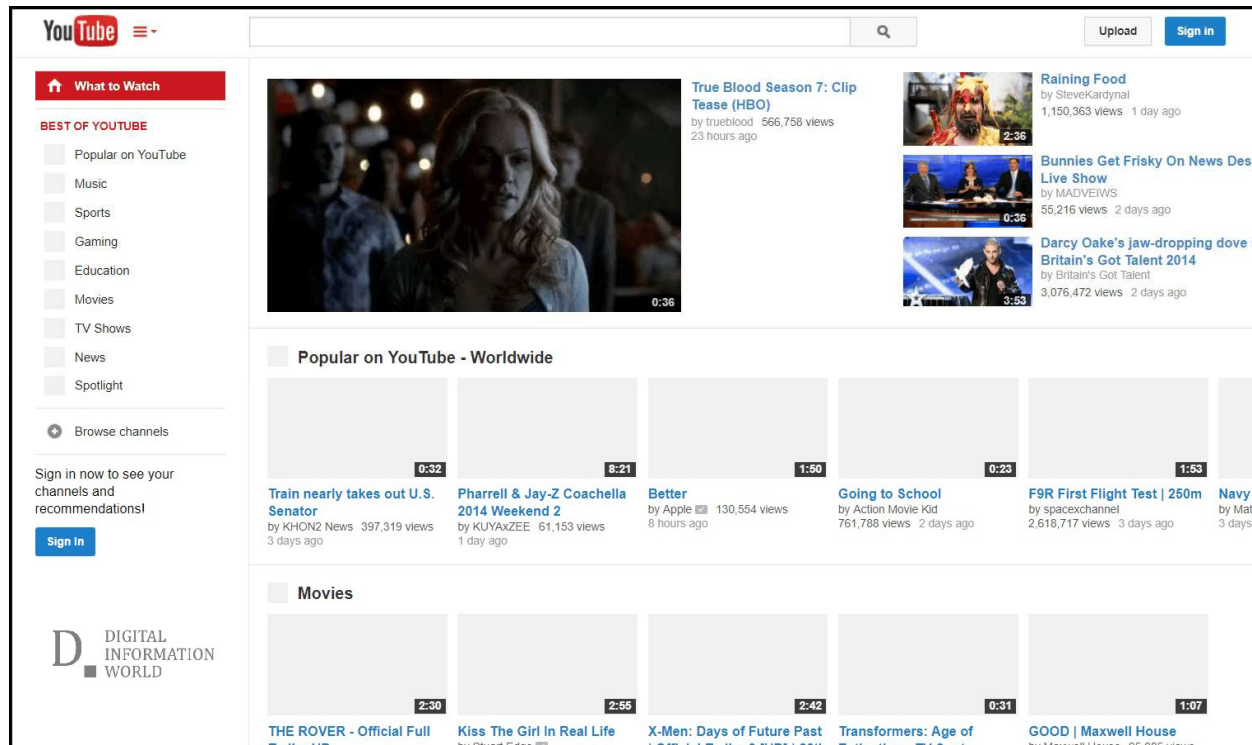 YouTube
Upload
Sign in
What to Watch
BEST OF YOUTUBE
Popular on YouTube
Music
Sports
Gaming
Education
Movies
TV Shows
News
Spotlight
Browse channels
Sign in now to see your
channels and
recommendations!
Sign In
DIGITAL
INFORMATION
WORLD
0:36
True Blood Season 7: Clip
Tease (HBO)
by trueblood 566,758 views
23 hours ago
2:36
Raining Food
by SteveKardynal
1,150,363 views 1 day ago
0:36
Bunnies Get Frisky On News Des
Live Show
by MADVEIWS
55,216 views 2 days ago
3:53
Darcy Oake's jaw-dropping dove
Britain's Got Talent 2014
by Britain's Got Talent
3,076,472 views 2 days ago
Popular on YouTube - Worldwide
0:32
Train nearly takes out U.S.
Senator
by KHON2 News 397,319 views
3 days ago
8:21
Pharrell & Jay-Z Coachella
2014 Weekend 2
by KUYAxZEE 61,153 views
1 day ago
1:50
Better
by Apple 130,554 views
8 hours ago
0:23
Going to School
by Action Movie Kid
761,788 views 2 days ago
1:53
F9R First Flight Test | 250m
by spacexchannel
2,618,717 views 3 days ago
Navy
by Mat
3 days
Movies
2:30
THE ROVER - Official Full
2:55
Kiss The Girl In Real Life
2:42
X-Men: Days of Future Past
0:31
Transformers: Age of
1:07
GOOD | Maxwell House